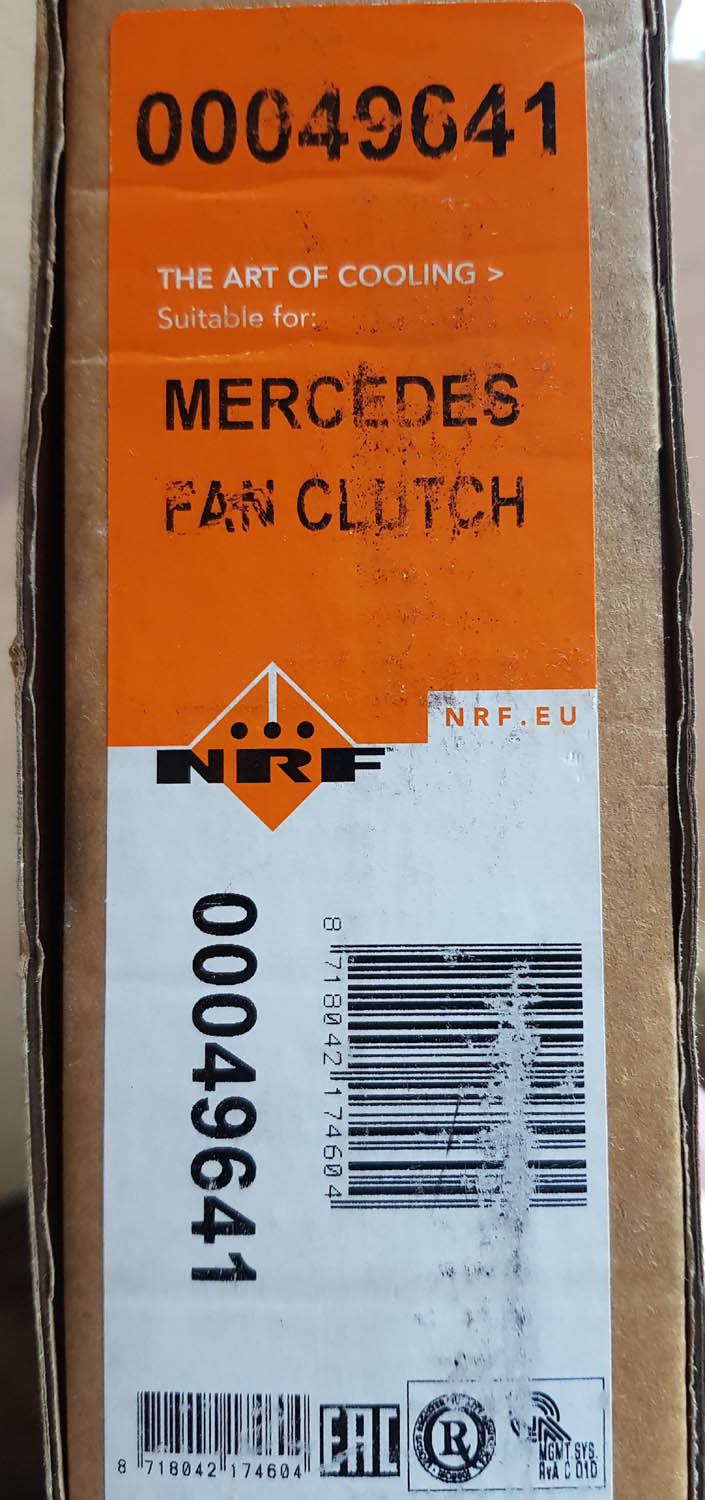 00049641
THE ART OF COOLING >
Suitable for:
MERCEDES
FAN CLUTCH
NRF.EU
NRF
00049641
8 718042 174604
8 718042 174604
EAC
R
MGMT SYS.
RvA C 010